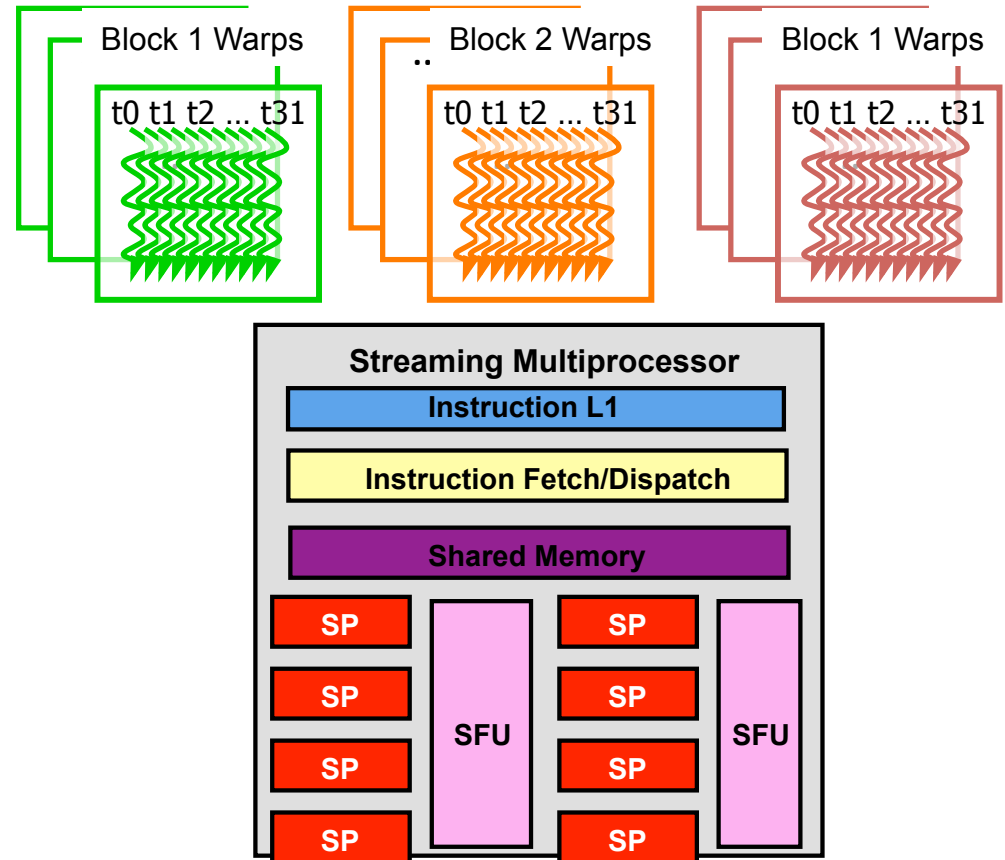 Block 1 Warps
Block 2 Warps
Block 1 Warps
..
t0 t1 t2 ... t31
t0 t1 t2 ... t31
t0 t1 t2 ... t31
Streaming Multiprocessor
Instruction L1
Instruction Fetch/Dispatch
Shared Memory
SP
SP
SP
SP
SFU
SFU
SP
SP
SP
SP